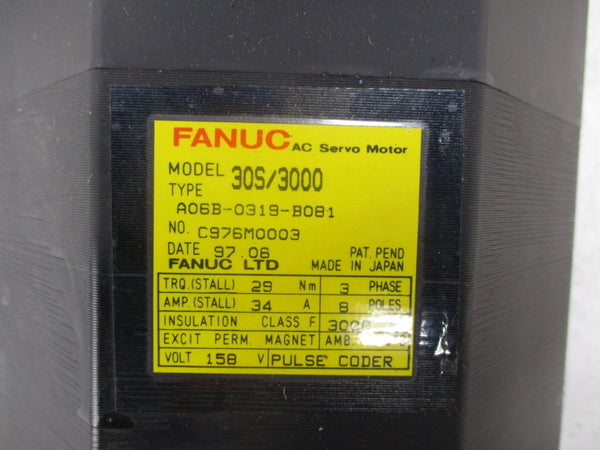 FANUC AC Servo Motor
MODEL 30S/3000
TYPE
A06B-0319-B081
NO. C976M0003
DATE 97.06 PAT. PEND
FANUC LTD MADE IN JAPAN
TRQ.(STALL) 29 Nm 3 PHASE
AMP.(STALL) 34 A 8 POLES
INSULATION CLASS F
EXCIT PERM. MAGNET AMB.
VOLT 158 V PULSE CODER